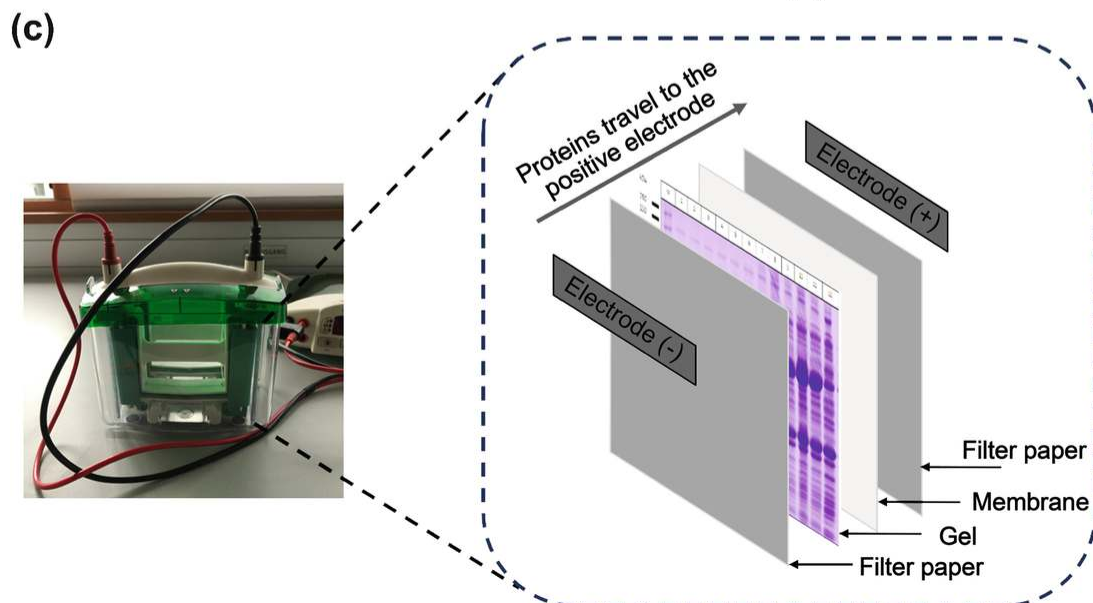 (c)
Proteins travel to the
positive electrode
Electrode (+)
Electrode (-)
Filter paper
Membrane
Gel
Filter paper